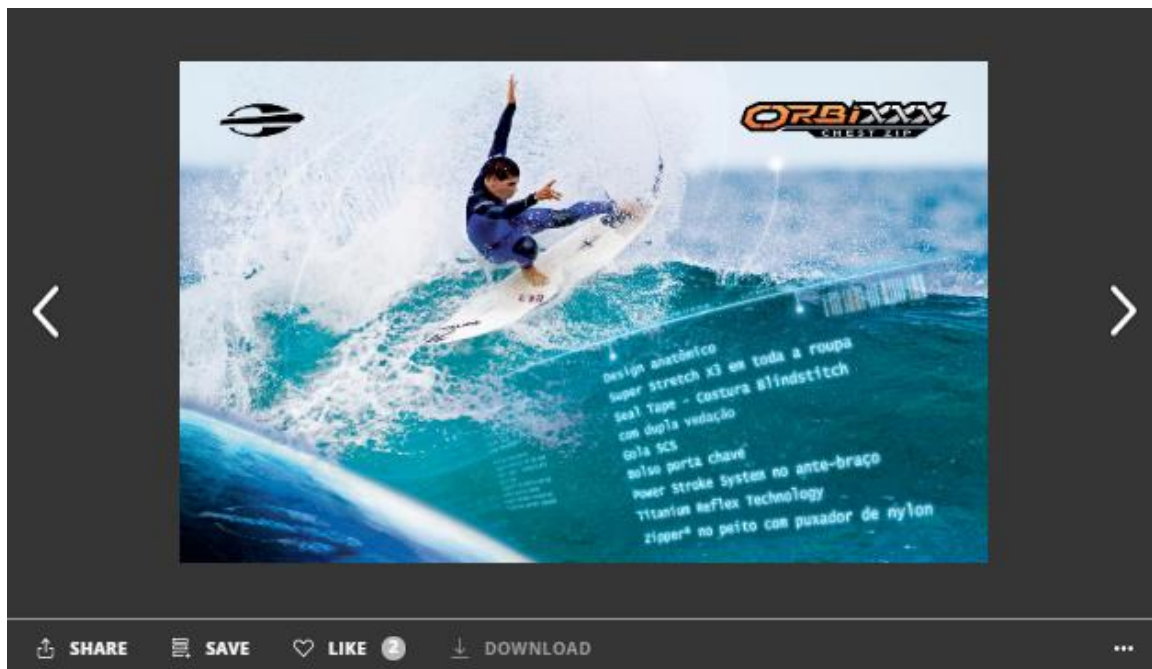 ORBiXXX
CHEST ZIP
Design anatômico
Super Stretch X3 em toda a roupa
Seal Tape - Costura Blindstitch
com dupla vedação
Gola SCS
Bolso porta chave
Power Stroke System no ante-braço
Titanium Reflex Technology
zipper* no peito com puxador de nylon
SHARE
SAVE
LIKE 2
DOWNLOAD